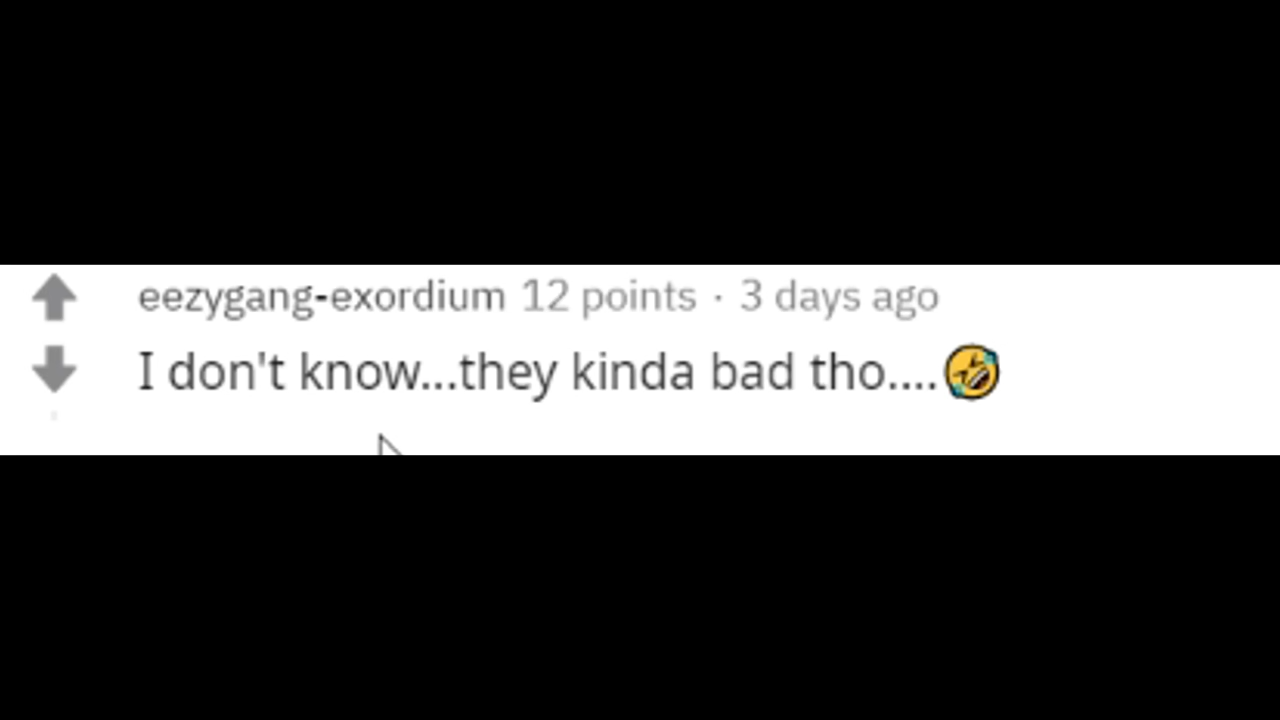 eezygang-exordium 12 points · 3 days ago
I don't know...they kinda bad tho....🤣